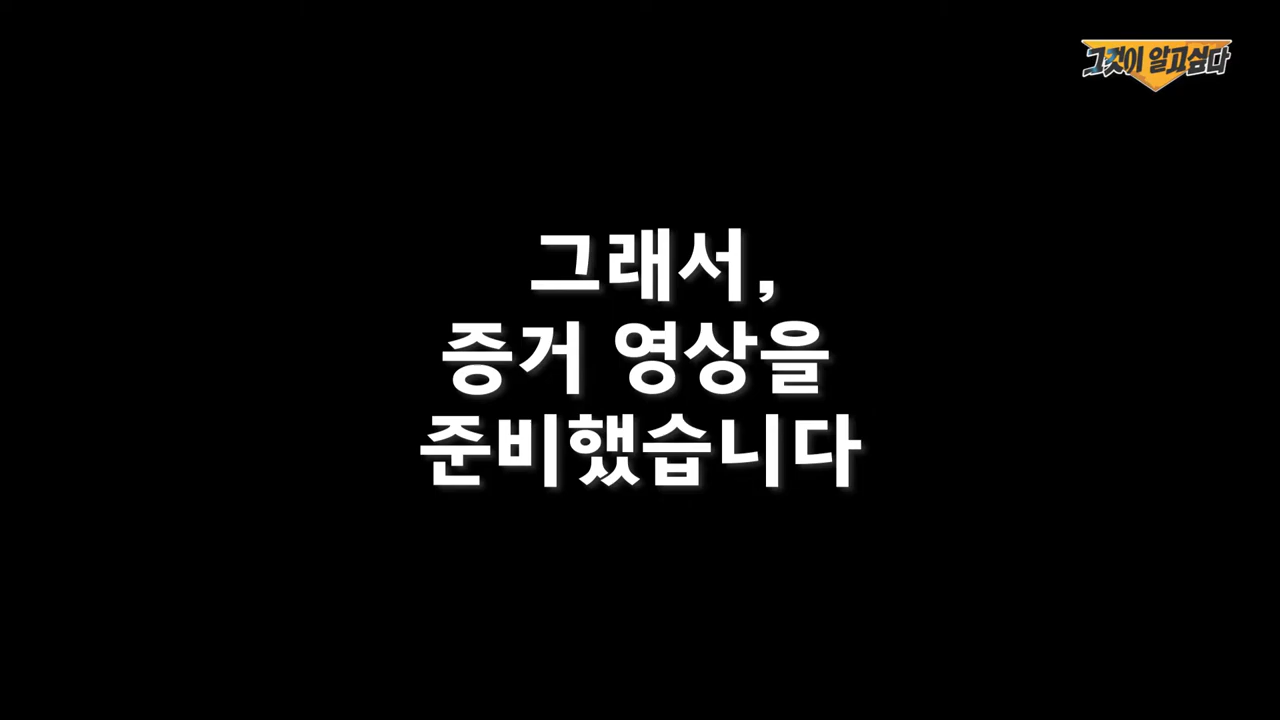 그것이 알고싶다
그래서,
증거 영상을
준비했습니다